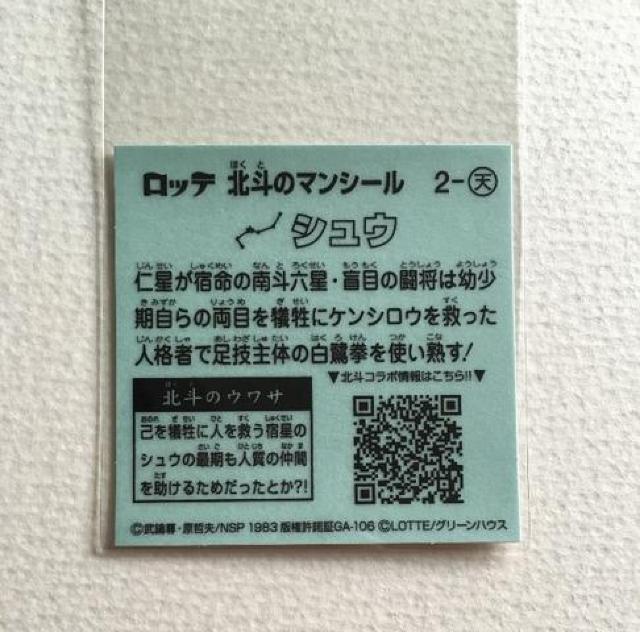 ロッテ 北斗のマンシール 2-天
シュウ
仁星が宿命の南斗六星・盲目の闘将は幼少
期自らの両目を犠牲にケンシロウを救った
人格者で足技主体の白鷺拳を使い熟す!
▼北斗コラボ情報はこちら!!▼
北斗のウワサ
己を犠牲に人を救う宿星の
シュウの最期も人質の仲間
を助けるためだったとか?!
©武論尊・原哲夫/NSP 1983 版権許諾証GA-106 ©LOTTE/グリーンハウス